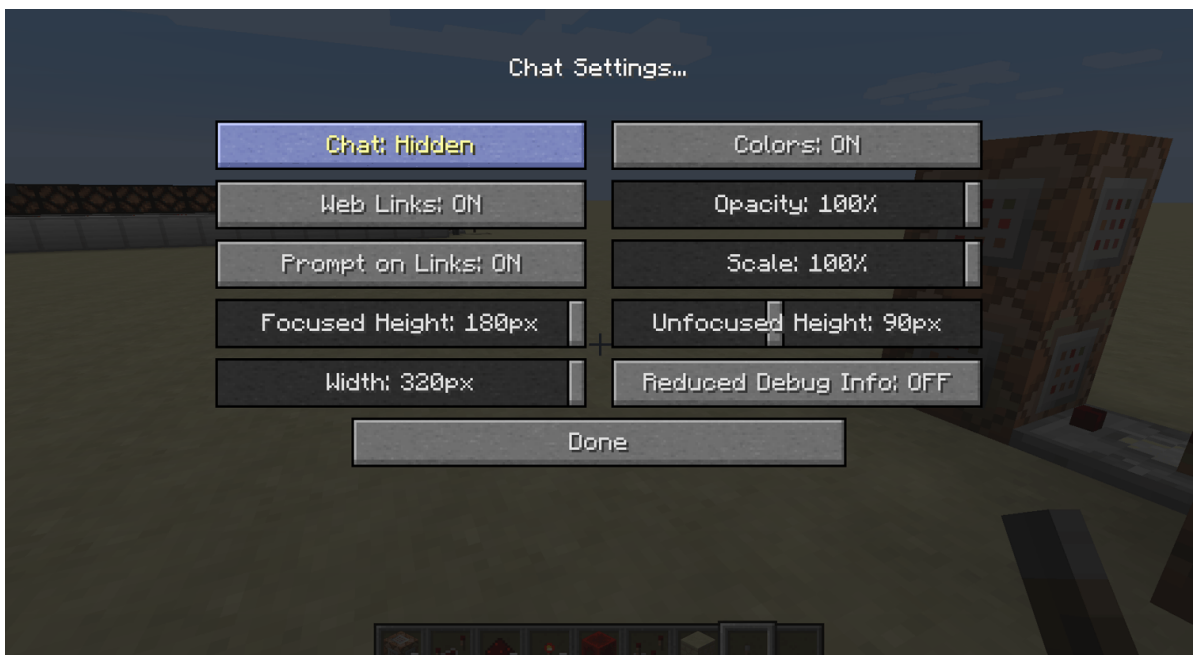 Chat Settings...
Chat: Hidden
Colors: ON
Web Links: ON
Opacity: 100%
Prompt on Links: ON
Scale: 100%
Focused Height: 180px
Unfocused Height: 90px
Width: 320px
Reduced Debug Info: OFF
Done